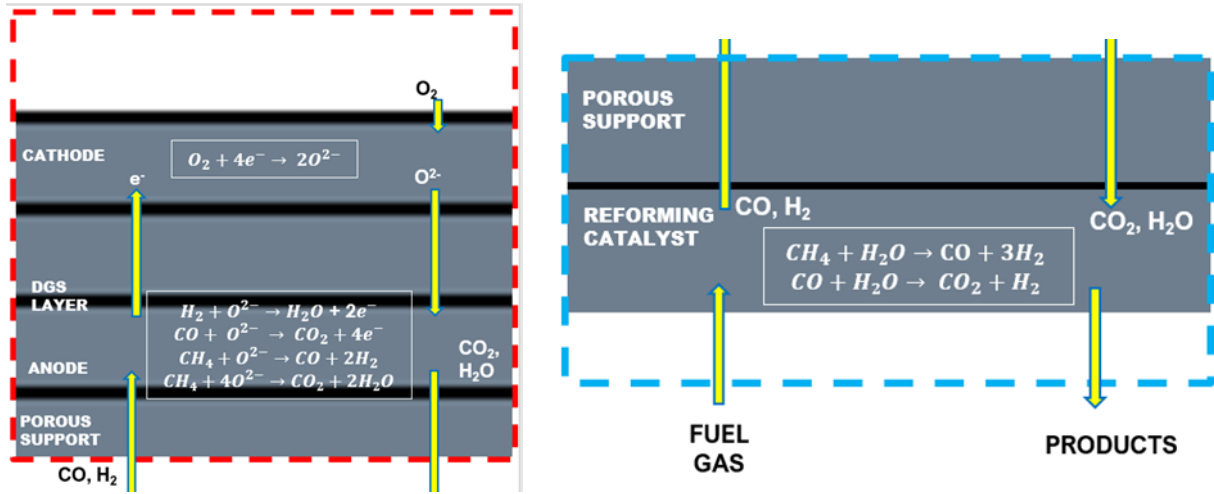 O₂
CATHODE
O₂ + 4e⁻ → 2O²⁻
e⁻
O²⁻
DGS
LAYER
H₂ + O²⁻ → H₂O + 2e⁻
CO + O²⁻ → CO₂ + 4e⁻
CH₄ + O²⁻ → CO + 2H₂
CH₄ + 4O²⁻ → CO₂ + 2H₂O
CO₂,
H₂O
ANODE
POROUS
SUPPORT
CO, H₂
POROUS
SUPPORT
REFORMING
CATALYST
CO, H₂
CO₂, H₂O
CH₄ + H₂O → CO + 3H₂
CO + H₂O → CO₂ + H₂
FUEL
GAS
PRODUCTS